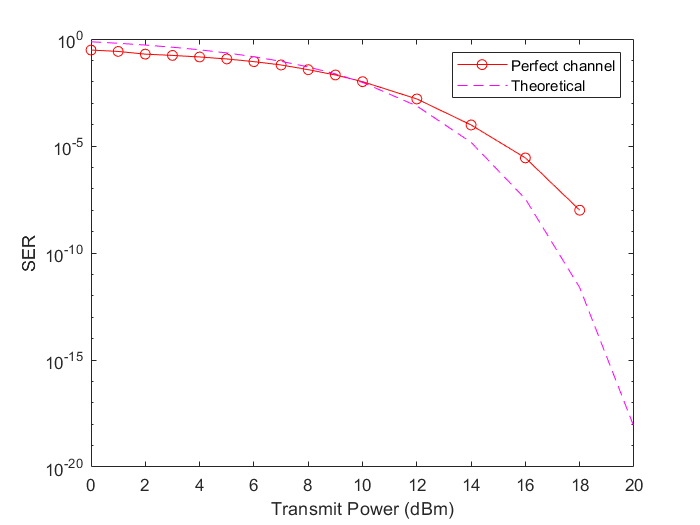 10^0
10^-5
10^-10
10^-15
10^-20
SER
0 2 4 6 8 10 12 14 16 18 20
Transmit Power (dBm)
Perfect channel
Theoretical